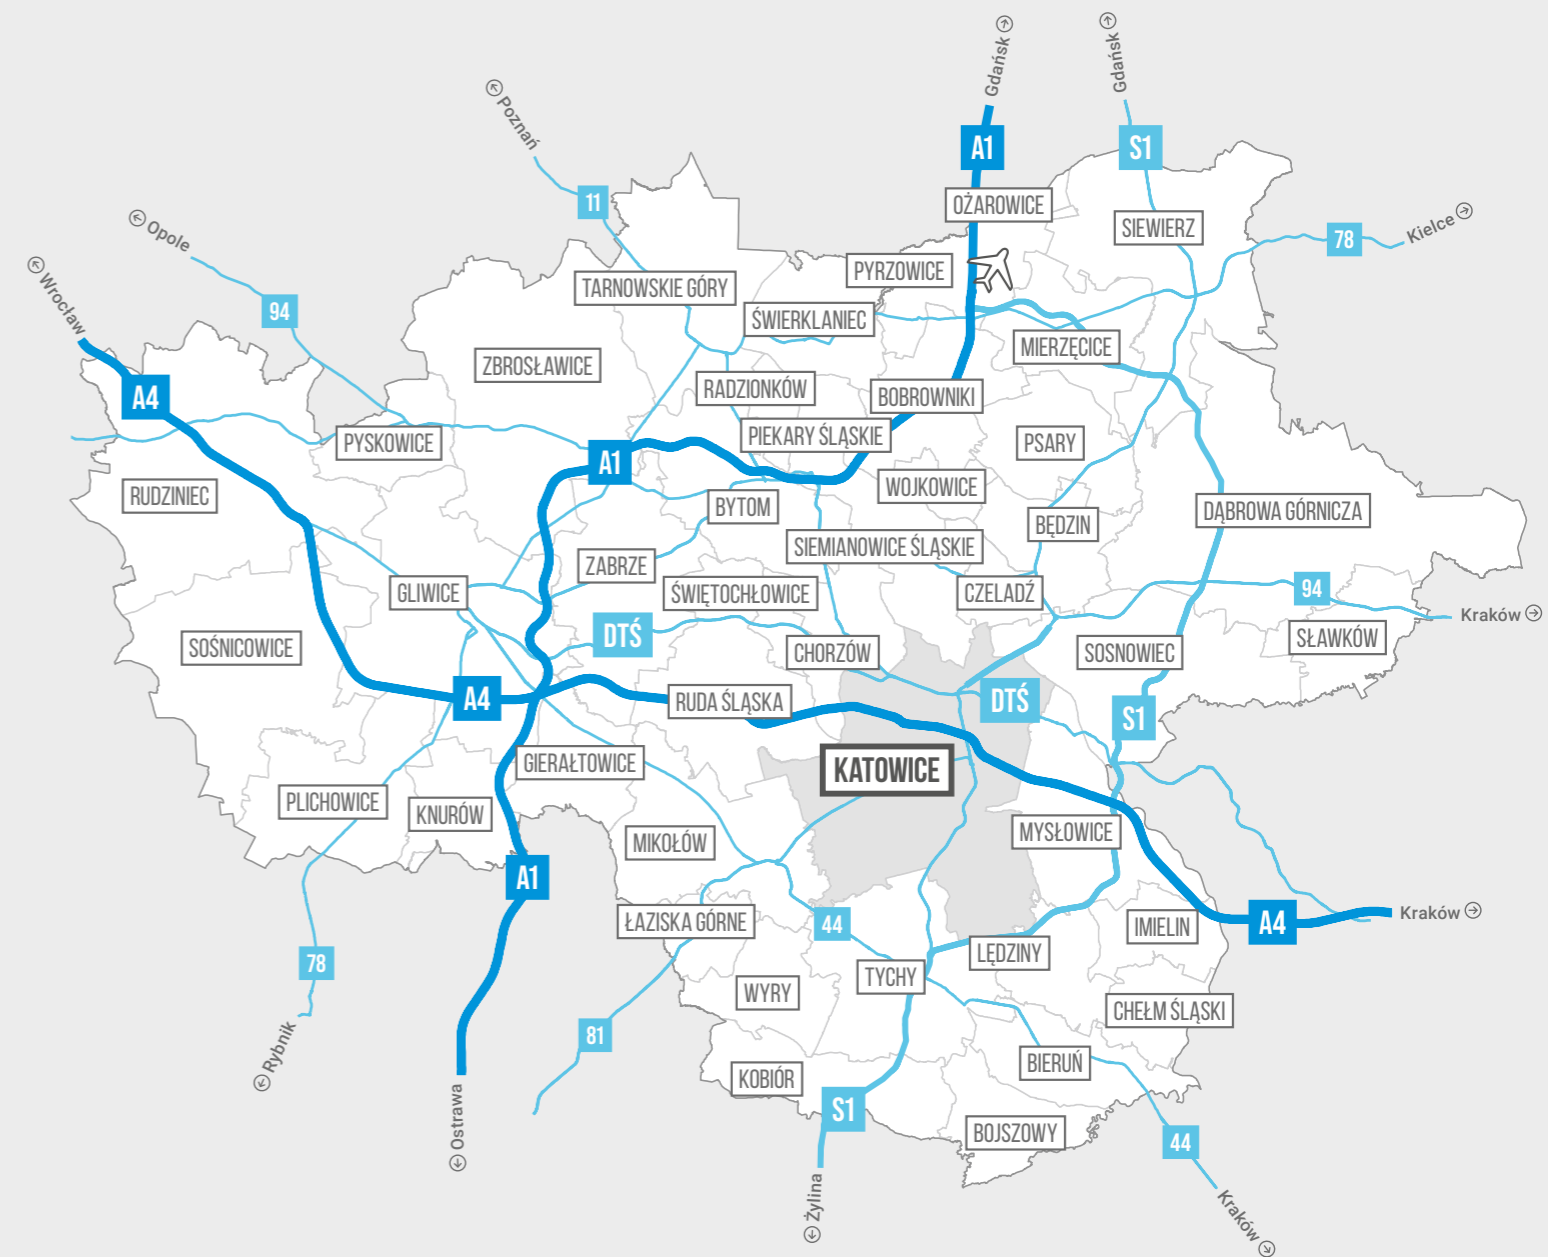 Gdańsk
Gdańsk
Poznań
A1
S1
11
OŻAROWICE
SIEWIERZ
Kielce
78
Opole
Wrocław
94
PYRZOWICE
TARNOWSKIE GÓRY
ŚWIERKLANIEC
MIERZĘCICE
ZBROSŁAWICE
A4
RADZIONKÓW
BOBROWNIKI
PYSKOWICE
PIEKARY ŚLĄSKIE
PSARY
A1
RUDZINIEC
WOJKOWICE
BYTOM
DĄBROWA GÓRNICZA
BĘDZIN
SIEMIANOWICE ŚLĄSKIE
ZABRZE
GLIWICE
ŚWIĘTOCHŁOWICE
CZELADŹ
94
Kraków
DTŚ
SŁAWKÓW
SOŚNICOWICE
CHORZÓW
SOSNOWIEC
A4
RUDA ŚLĄSKA
DTŚ
S1
GIERAŁTOWICE
KATOWICE
PLICHOWICE
KNURÓW
MIKOŁÓW
MYSŁOWICE
A1
ŁAZISKA GÓRNE
44
IMIELIN
A4
Kraków
78
LĘDZINY
TYCHY
WYRY
CHEŁM ŚLĄSKI
81
Rybnik
BIERUŃ
KOBIÓR
S1
Ostrawa
BOJSZOWY
44
Żylina
Kraków